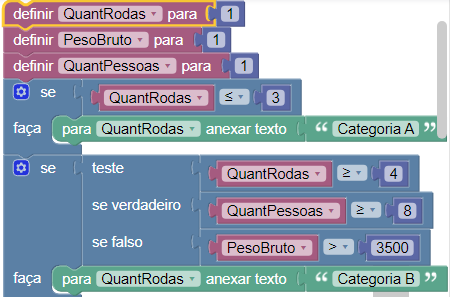 definir QuantRodas para 1
definir PesoBruto para 1
definir QuantPessoas para 1
se QuantRodas ≤ 3
faça para QuantRodas anexar texto “ Categoria A ”
se teste QuantRodas ≥ 4
se verdadeiro QuantPessoas ≥ 8
se falso PesoBruto > 3500
faça para QuantRodas anexar texto “ Categoria B ”